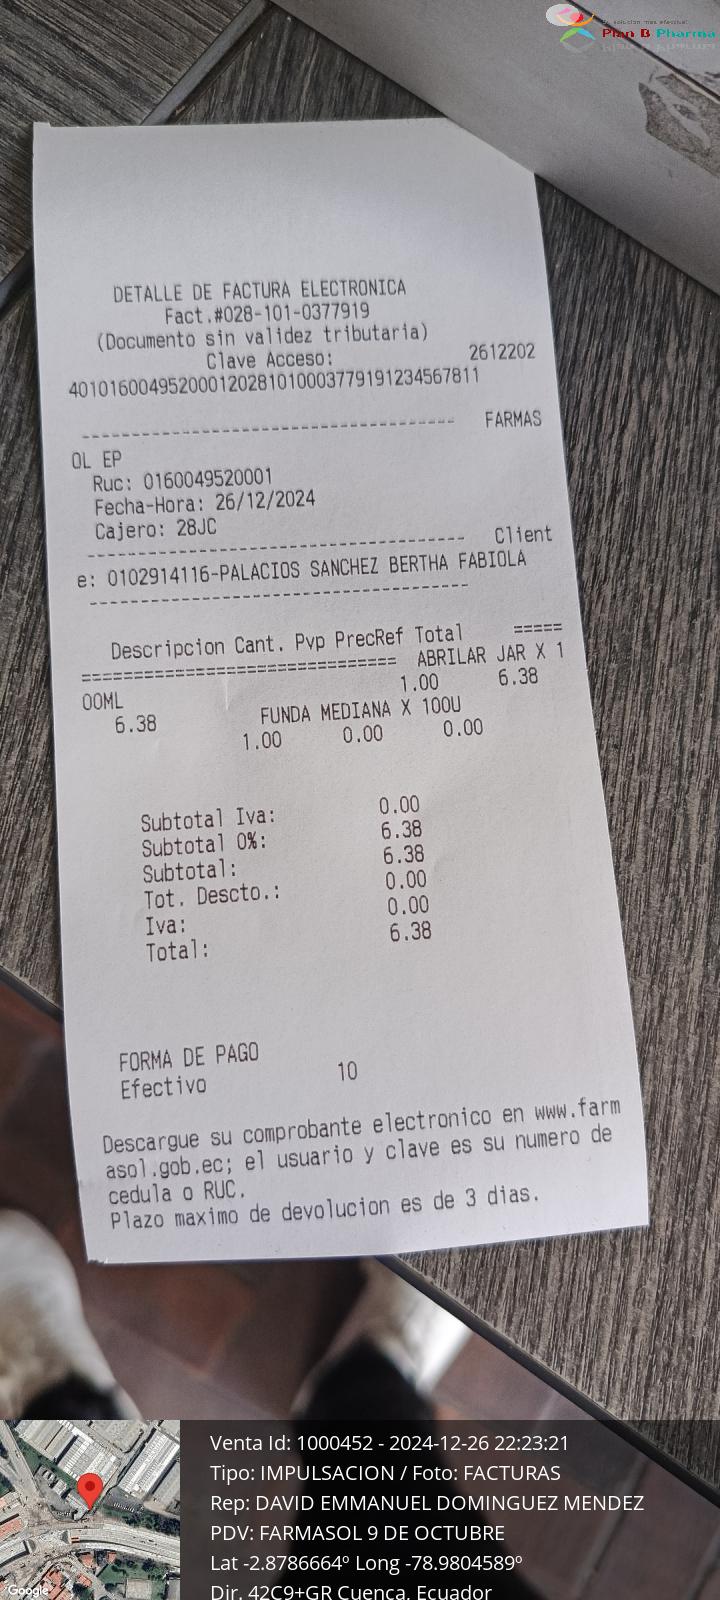 Tu solución más efectiva!
Plan B Pharma
DETALLE DE FACTURA ELECTRONICA
Fact.#028-101-0377919
(Documento sin validez tributaria)
Clave Acceso: 2612202
401016004952000120281010003779191234567811
------------------------------------ FARMAS
OL EP
Ruc: 0160049520001
Fecha-Hora: 26/12/2024
Cajero: 28JC
------------------------------------ Client
e: 0102914116-PALACIOS SANCHEZ BERTHA FABIOLA
------------------------------------
Descripcion Cant. Pvp PrecRef Total =====
=============================== ABRILAR JAR X 1
00ML 1.00 6.38
6.38 FUNDA MEDIANA X 100U
1.00 0.00 0.00
Subtotal Iva: 0.00
Subtotal 0%: 6.38
Subtotal: 6.38
Tot. Descto.: 0.00
Iva: 0.00
Total: 6.38
FORMA DE PAGO
Efectivo 10
Descargue su comprobante electronico en www.farm
asol.gob.ec; el usuario y clave es su numero de
cedula o RUC.
Plazo maximo de devolucion es de 3 dias.
Venta Id: 1000452 - 2024-12-26 22:23:21
Tipo: IMPULSACION / Foto: FACTURAS
Rep: DAVID EMMANUEL DOMINGUEZ MENDEZ
PDV: FARMASOL 9 DE OCTUBRE
Lat -2.8786664º Long -78.9804589º
Dir. 42C9+GR Cuenca, Ecuador
Google